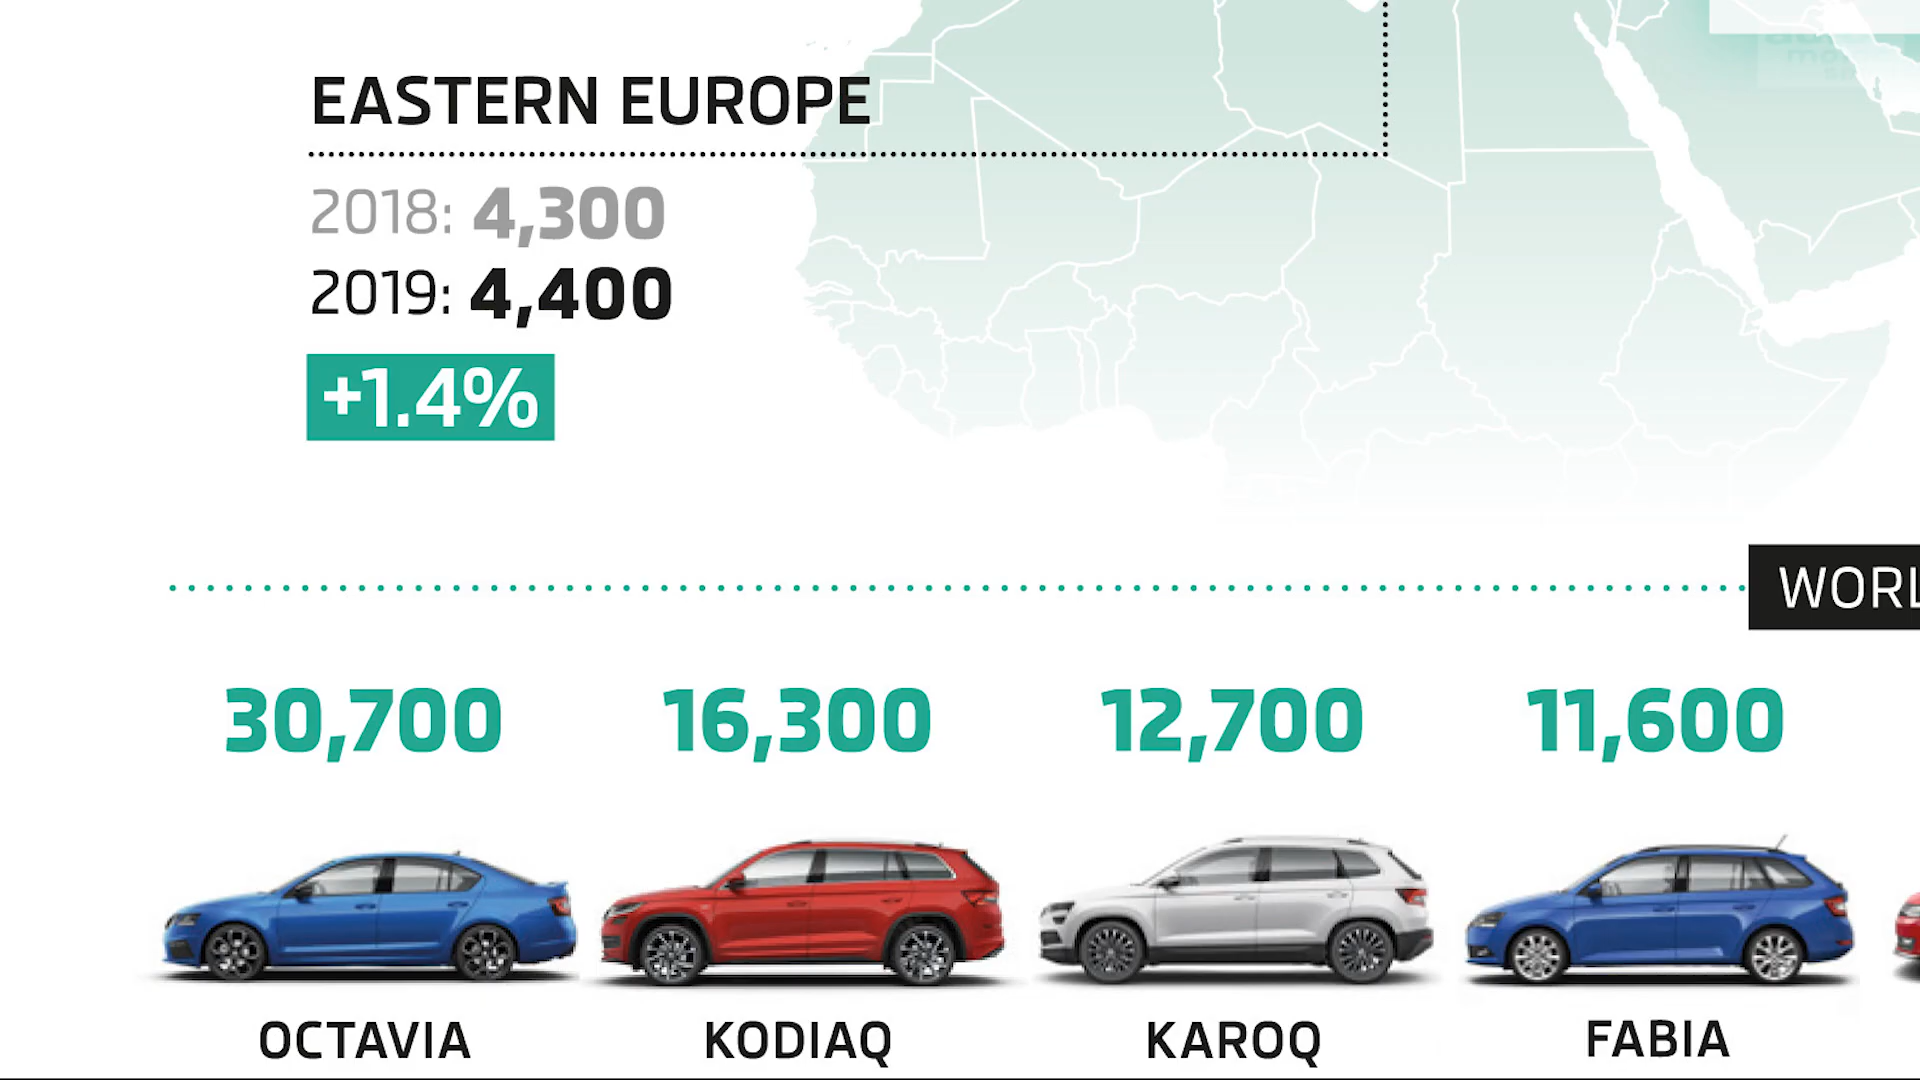 EASTERN EUROPE
2018: 4,300
2019: 4,400
+1.4%
WORL
30,700
16,300
12,700
11,600
OCTAVIA
KODIAQ
KAROQ
FABIA